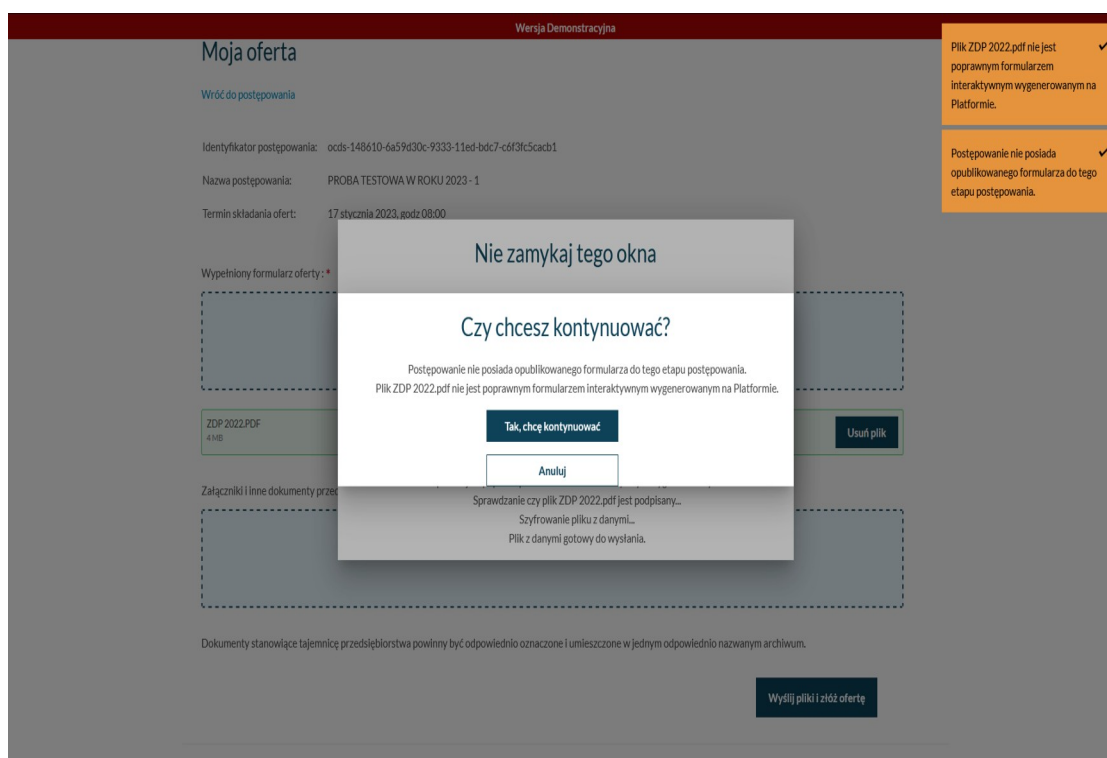 Wersja Demonstracyjna
Moja oferta
Wróć do postępowania
Identyfikator postępowania: ocds-148610-6a59d30c-9333-11ed-bdc7-c6f3fc5cacb1
Nazwa postępowania: PROBA TESTOWA W ROKU 2023 - 1
Termin składania ofert: 17 stycznia 2023, godz 08:00
Plik ZDP 2022.pdf nie jest
poprawnym formularzem
interaktywnym wygenerowanym na
Platformie.
Postępowanie nie posiada
opublikowanego formularza do tego
etapu postępowania.
Wypełniony formularz oferty : *
Nie zamykaj tego okna
Czy chcesz kontynuować?
Postępowanie nie posiada opublikowanego formularza do tego etapu postępowania.
Plik ZDP 2022.pdf nie jest poprawnym formularzem interaktywnym wygenerowanym na Platformie.
Tak, chcę kontynuować
Anuluj
ZDP 2022.PDF
4 MB
Usuń plik
Załączniki i inne dokumenty
Sprawdzanie czy plik ZDP 2022.pdf jest podpisany...
Szyfrowanie pliku z danymi...
Plik z danymi gotowy do wysłania.
Dokumenty stanowiące tajemnicę przedsiębiorstwa powinny być odpowiednio oznaczone i umieszczone w jednym odpowiednio nazwanym archiwum.
Wyślij pliki i złóż ofertę